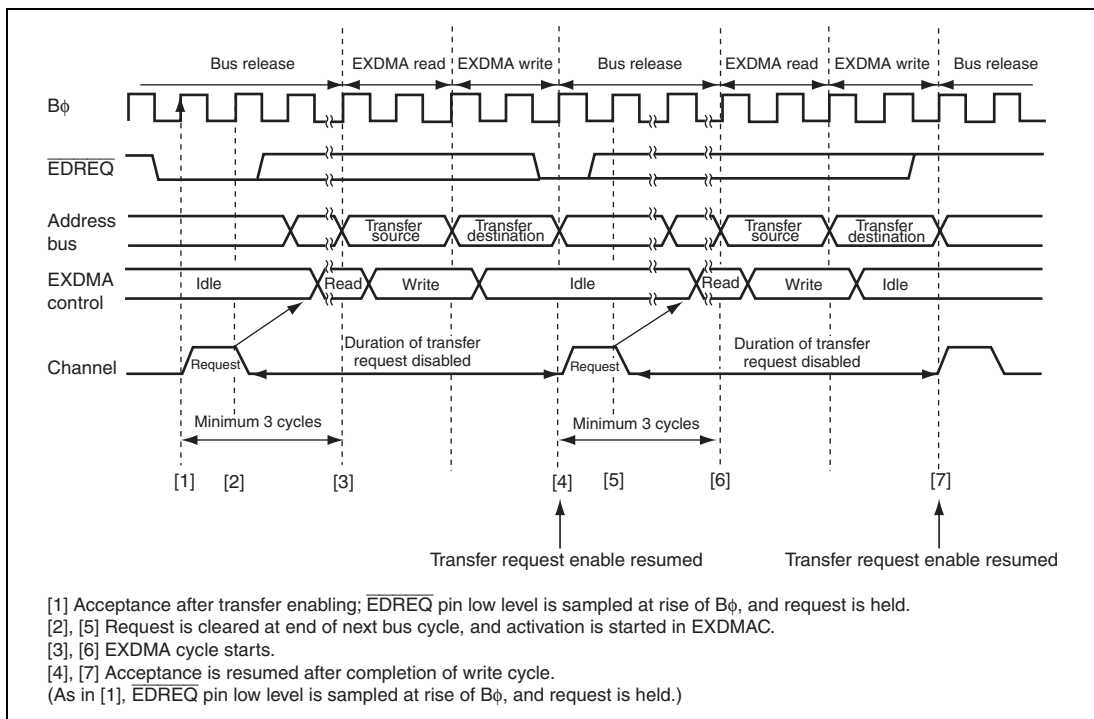 Bus release EXDMA read EXDMA write Bus release EXDMA read EXDMA write Bus release
Bϕ
EDREQ
Address bus
Transfer source Transfer destination Transfer source Transfer destination
EXDMA control
Idle Read Write Idle Read Write Idle
Channel
Request
Duration of transfer request disabled
Request
Duration of transfer request disabled
Minimum 3 cycles Minimum 3 cycles
[1] [2] [3] [4] [5] [6] [7]
Transfer request enable resumed Transfer request enable resumed
[1] Acceptance after transfer enabling; EDREQ pin low level is sampled at rise of Bϕ, and request is held.
[2], [5] Request is cleared at end of next bus cycle, and activation is started in EXDMAC.
[3], [6] EXDMA cycle starts.
[4], [7] Acceptance is resumed after completion of write cycle.
(As in [1], EDREQ pin low level is sampled at rise of Bϕ, and request is held.)